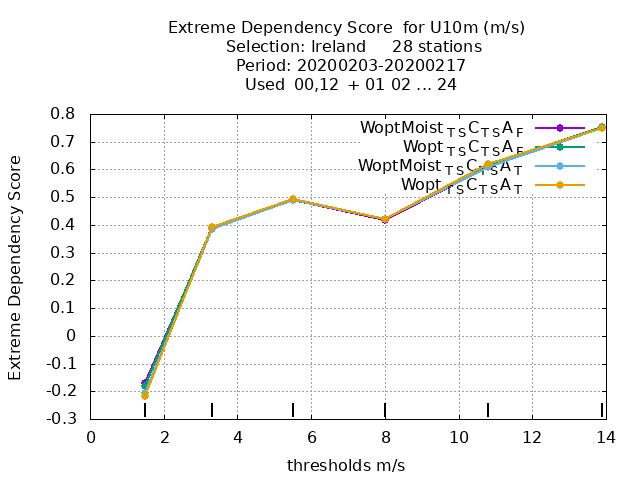 Extreme Dependency Score for U10m (m/s)
Selection: Ireland 28 stations
Period: 20200203-20200217
Used 00,12 + 01 02 ... 24
Extreme Dependency Score
0.8
0.7
0.6
0.5
0.4
0.3
0.2
0.1
0
-0.1
-0.2
-0.3
WoptMoist TS C TS A F
Wopt TS C TS A F
WoptMoist TS C TS A T
Wopt TS C TS A T
0 2 4 6 8 10 12 14
thresholds m/s